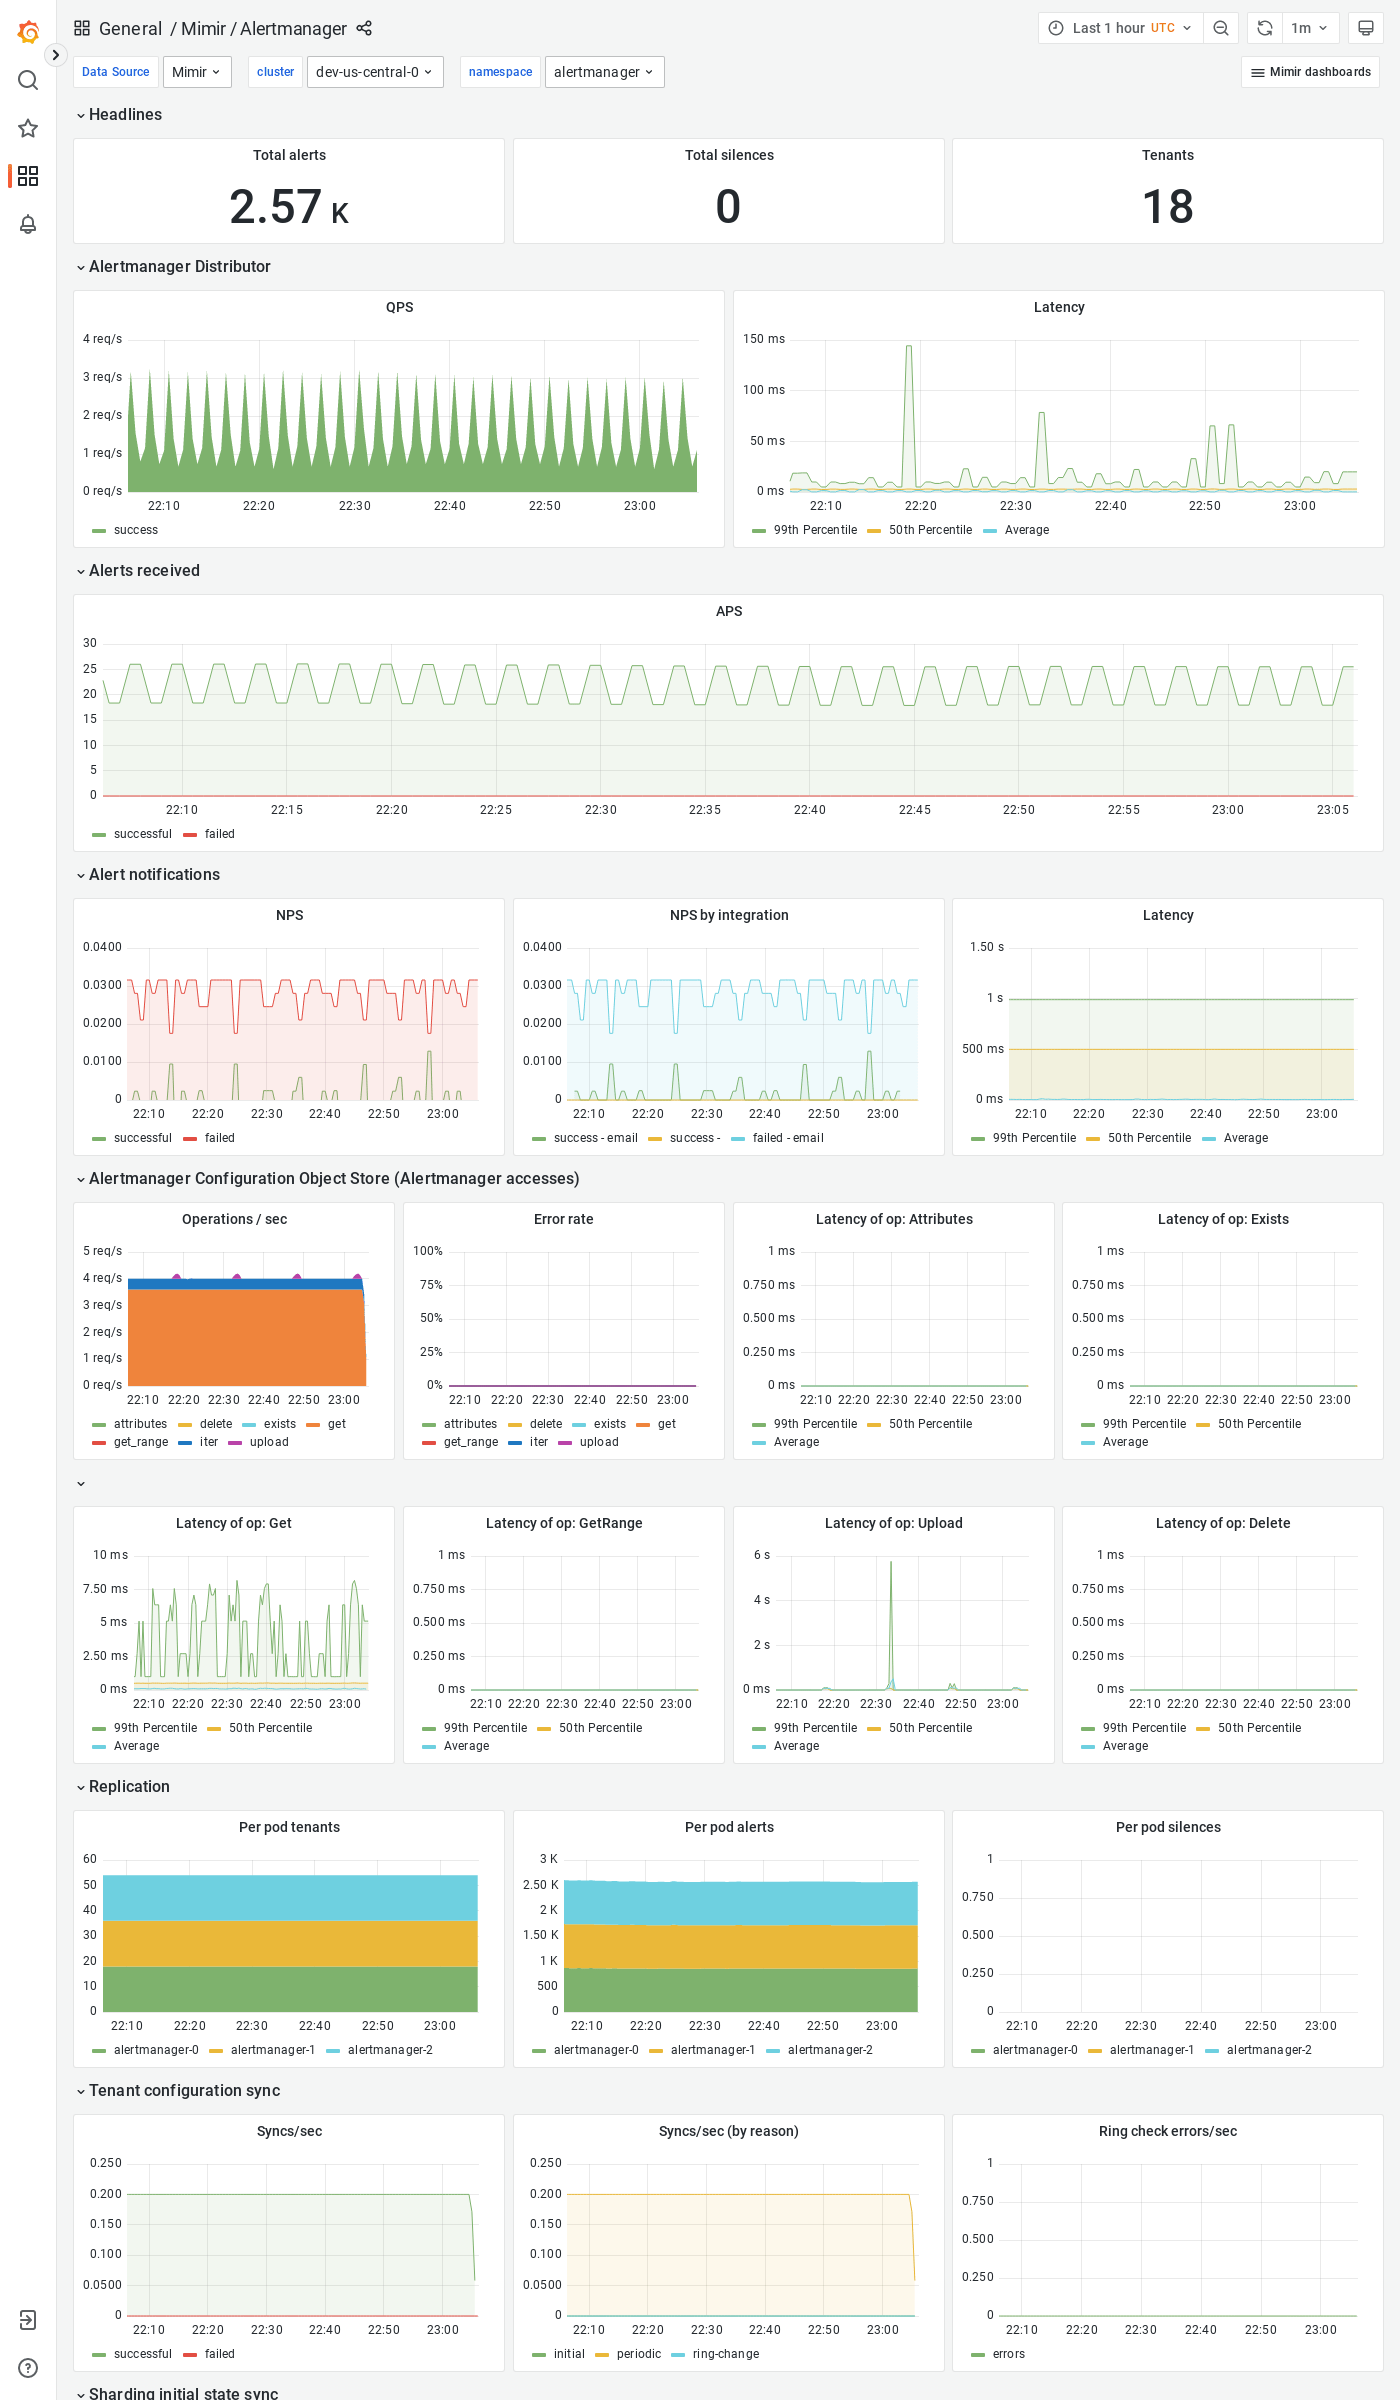 General / Mimir / Alertmanager
Last 1 hour UTC
1m
Data Source Mimir cluster dev-us-central-0 namespace alertmanager
Mimir dashboards
Headlines
Total alerts
2.57 K
Total silences
0
Tenants
18
Alertmanager Distributor
QPS
4 req/s
3 req/s
2 req/s
1 req/s
0 req/s
22:10 22:20 22:30 22:40 22:50 23:00
success
Latency
150 ms
100 ms
50 ms
0 ms
22:10 22:20 22:30 22:40 22:50 23:00
99th Percentile 50th Percentile Average
Alerts received
APS
30
25
20
15
10
5
0
22:10 22:15 22:20 22:25 22:30 22:35 22:40 22:45 22:50 22:55 23:00 23:05
successful failed
Alert notifications
NPS
0.0400
0.0300
0.0200
0.0100
0
22:10 22:20 22:30 22:40 22:50 23:00
successful failed
NPS by integration
0.0400
0.0300
0.0200
0.0100
0
22:10 22:20 22:30 22:40 22:50 23:00
success - email success - failed - email
Latency
1.50 s
1 s
500 ms
0 ms
22:10 22:20 22:30 22:40 22:50 23:00
99th Percentile 50th Percentile Average
Alertmanager Configuration Object Store (Alertmanager accesses)
Operations / sec
5 req/s
4 req/s
3 req/s
2 req/s
1 req/s
0 req/s
22:10 22:20 22:30 22:40 22:50 23:00
attributes delete exists get
get_range iter upload
Error rate
100%
75%
50%
25%
0%
22:10 22:20 22:30 22:40 22:50 23:00
attributes delete exists get
get_range iter upload
Latency of op: Attributes
1 ms
0.750 ms
0.500 ms
0.250 ms
0 ms
22:10 22:20 22:30 22:40 22:50 23:00
99th Percentile 50th Percentile
Average
Latency of op: Exists
1 ms
0.750 ms
0.500 ms
0.250 ms
0 ms
22:10 22:20 22:30 22:40 22:50 23:00
99th Percentile 50th Percentile
Average
Latency of op: Get
10 ms
7.50 ms
5 ms
2.50 ms
0 ms
22:10 22:20 22:30 22:40 22:50 23:00
99th Percentile 50th Percentile
Average
Latency of op: GetRange
1 ms
0.750 ms
0.500 ms
0.250 ms
0 ms
22:10 22:20 22:30 22:40 22:50 23:00
99th Percentile 50th Percentile
Average
Latency of op: Upload
6 s
4 s
2 s
0 ms
22:10 22:20 22:30 22:40 22:50 23:00
99th Percentile 50th Percentile
Average
Latency of op: Delete
1 ms
0.750 ms
0.500 ms
0.250 ms
0 ms
22:10 22:20 22:30 22:40 22:50 23:00
99th Percentile 50th Percentile
Average
Replication
Per pod tenants
60
50
40
30
20
10
0
22:10 22:20 22:30 22:40 22:50 23:00
alertmanager-0 alertmanager-1 alertmanager-2
Per pod alerts
3 K
2.50 K
2 K
1.50 K
1 K
500
0
22:10 22:20 22:30 22:40 22:50 23:00
alertmanager-0 alertmanager-1 alertmanager-2
Per pod silences
1
0.750
0.500
0.250
0
22:10 22:20 22:30 22:40 22:50 23:00
alertmanager-0 alertmanager-1 alertmanager-2
Tenant configuration sync
Syncs/sec
0.250
0.200
0.150
0.100
0.0500
0
22:10 22:20 22:30 22:40 22:50 23:00
successful failed
Syncs/sec (by reason)
0.250
0.200
0.150
0.100
0.0500
0
22:10 22:20 22:30 22:40 22:50 23:00
initial periodic ring-change
Ring check errors/sec
1
0.750
0.500
0.250
0
22:10 22:20 22:30 22:40 22:50 23:00
errors
Sharding initial state sync